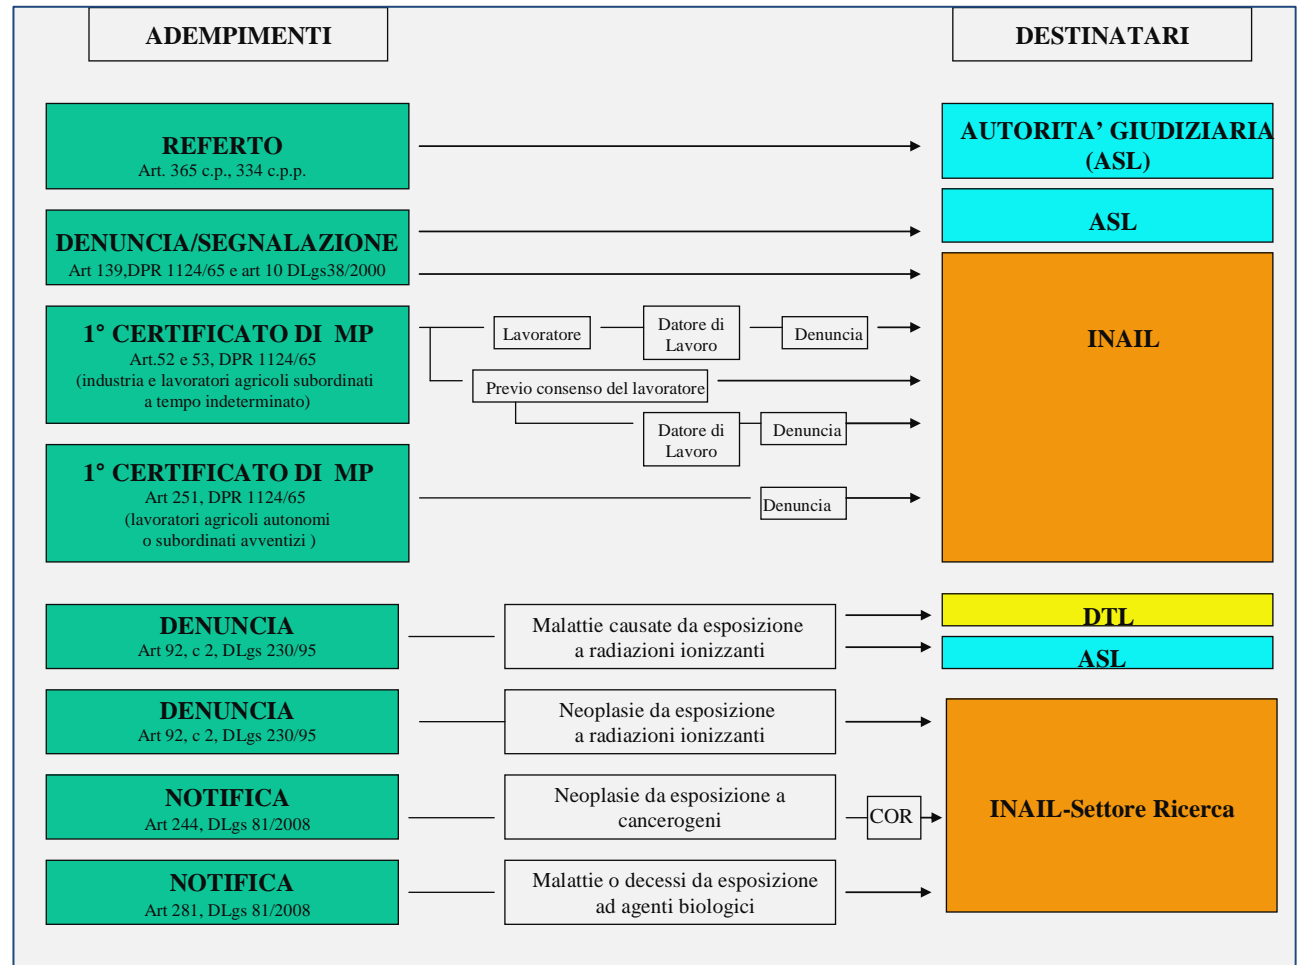 ADEMPIMENTI
DESTINATARI
REFERTO
Art. 365 c.p., 334 c.p.p.
AUTORITA’ GIUDIZIARIA
(ASL)
DENUNCIA/SEGNALAZIONE
Art 139,DPR 1124/65 e art 10 DLgs38/2000
ASL
INAIL
1° CERTIFICATO DI MP
Art.52 e 53, DPR 1124/65
(industria e lavoratori agricoli subordinati
a tempo indeterminato)
Lavoratore
Datore di
Lavoro
Denuncia
Previo consenso del lavoratore
Datore di
Lavoro
Denuncia
1° CERTIFICATO DI MP
Art 251, DPR 1124/65
(lavoratori agricoli autonomi
o subordinati avventizi )
Denuncia
DENUNCIA
Art 92, c 2, DLgs 230/95
Malattie causate da esposizione
a radiazioni ionizzanti
DTL
ASL
DENUNCIA
Art 92, c 2, DLgs 230/95
Neoplasie da esposizione
a radiazioni ionizzanti
NOTIFICA
Art 244, DLgs 81/2008
Neoplasie da esposizione a
cancerogeni
COR
INAIL-Settore Ricerca
NOTIFICA
Art 281, DLgs 81/2008
Malattie o decessi da esposizione
ad agenti biologici